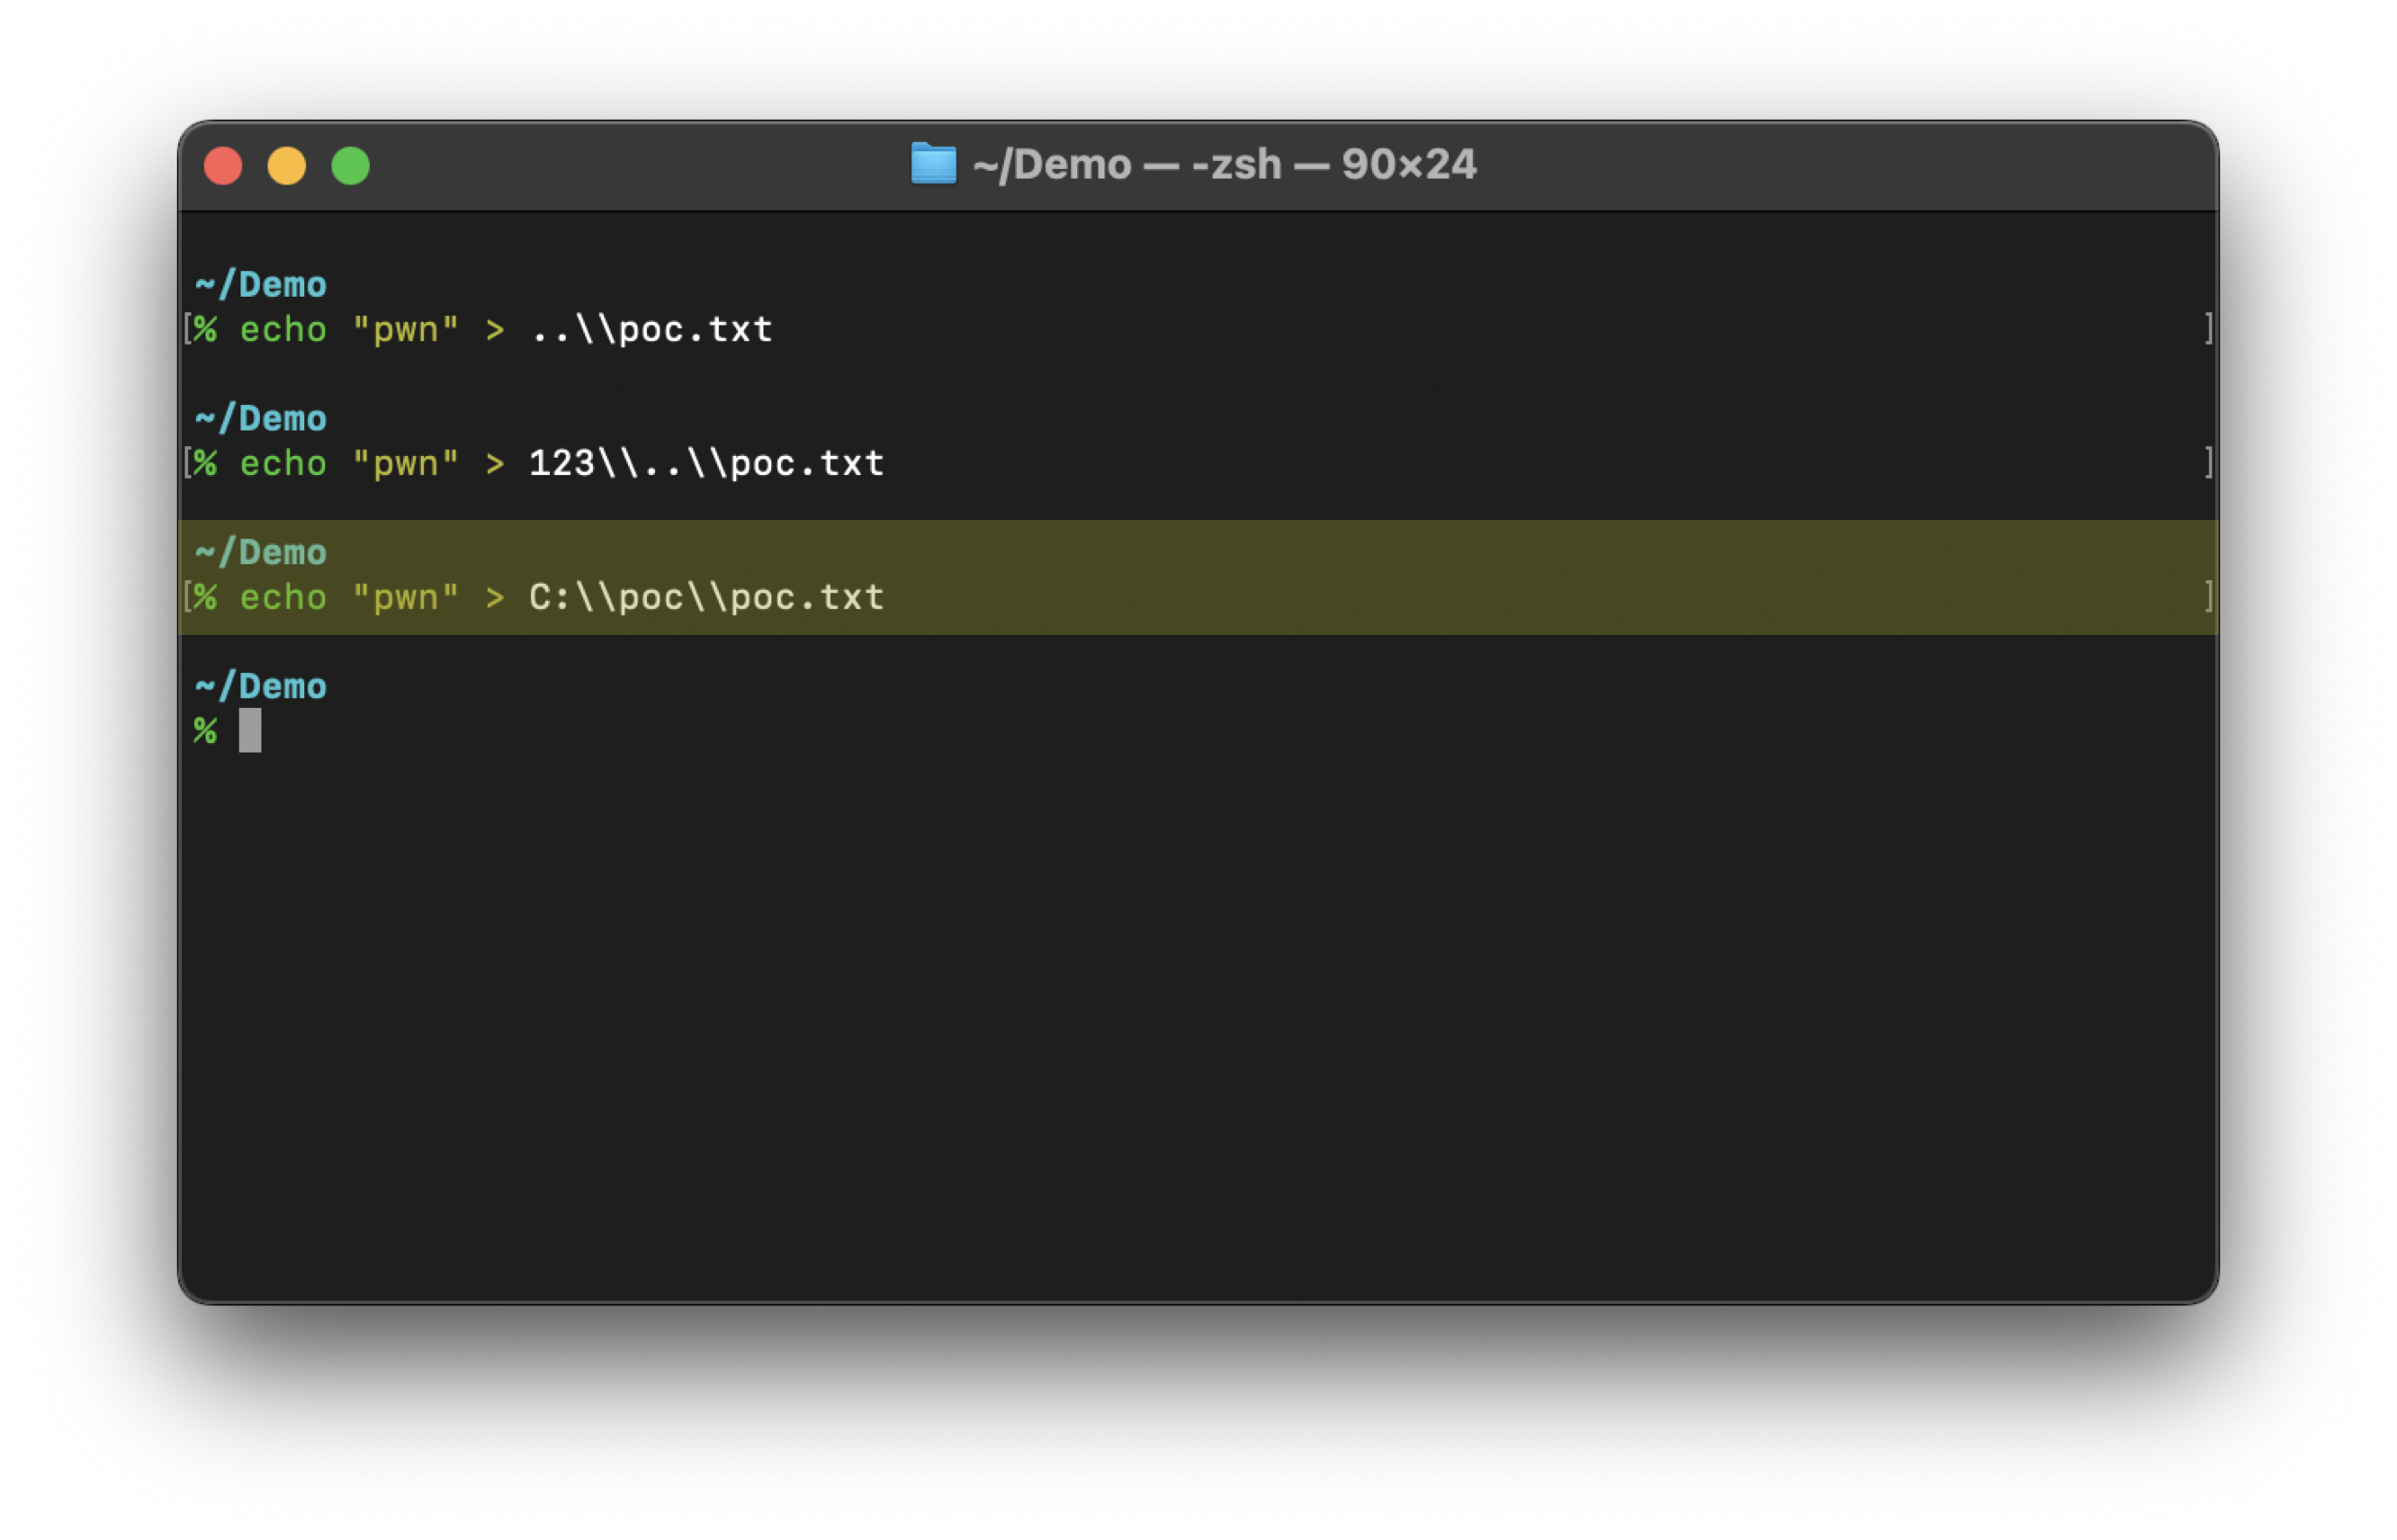 ~/Demo — -zsh — 90×24
~/Demo
[% echo "pwn" > ..\\poc.txt ]
~/Demo
[% echo "pwn" > 123\\..\\poc.txt ]
~/Demo
[% echo "pwn" > C:\\poc\\poc.txt ]
~/Demo
%